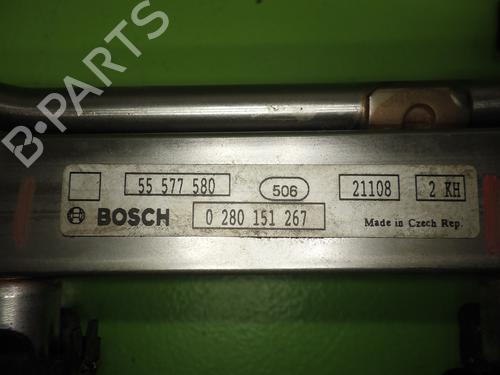 B-PARTS
55 577 580 506 21108 2 KH
BOSCH 0 280 151 267 Made in Czech Rep.